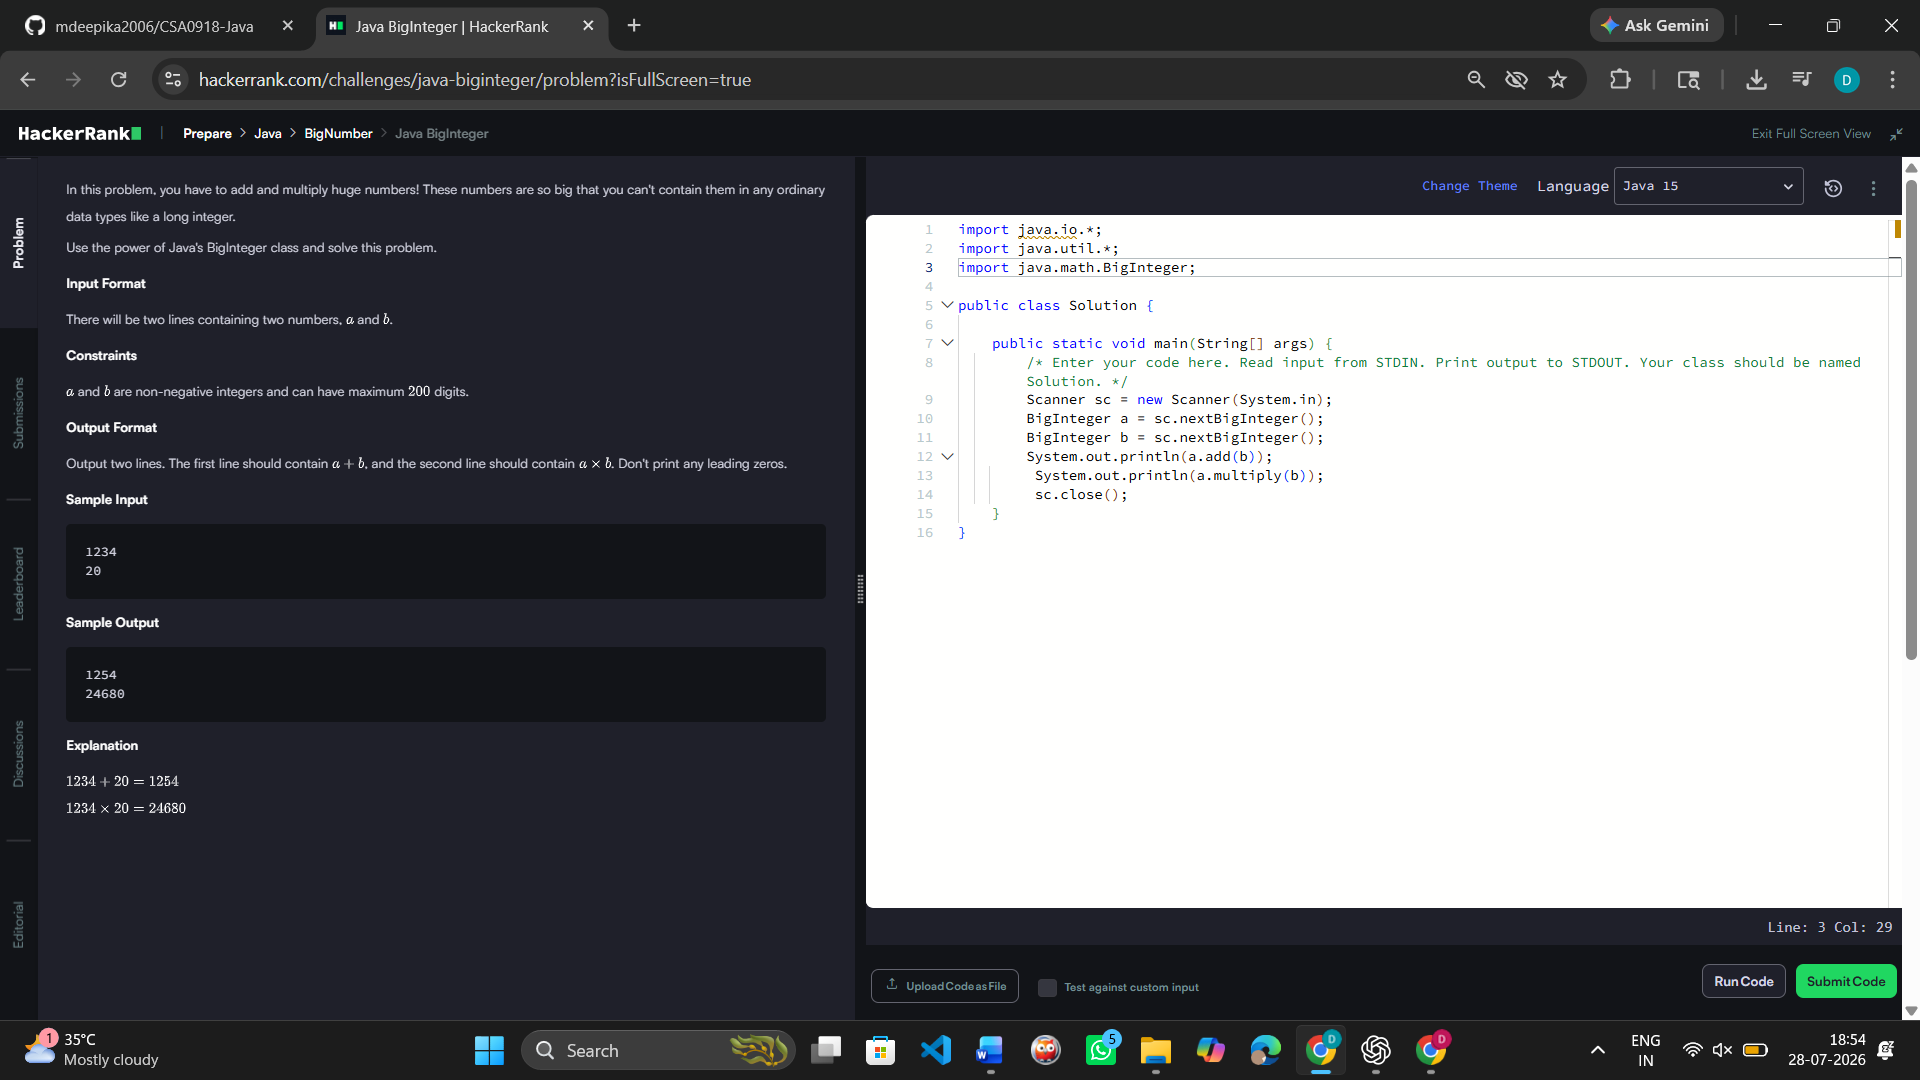 mdeepika2006/CSA0918-Java
Java BigInteger | HackerRank
Ask Gemini
hackerrank.com/challenges/java-biginteger/problem?isFullScreen=true
D
HackerRank
Prepare > Java > BigNumber > Java BigInteger
Exit Full Screen View
Problem
Submissions
Leaderboard
Discussions
Editorial
In this problem, you have to add and multiply huge numbers! These numbers are so big that you can't contain them in any ordinary
data types like a long integer.
Use the power of Java's BigInteger class and solve this problem.
Input Format
There will be two lines containing two numbers, a and b.
Constraints
a and b are non-negative integers and can have maximum 200 digits.
Output Format
Output two lines. The first line should contain a + b, and the second line should contain a × b. Don't print any leading zeros.
Sample Input
1234
20
Sample Output
1254
24680
Explanation
1234 + 20 = 1254
1234 × 20 = 24680
Change Theme Language Java 15
1 import java.io.*;
2 import java.util.*;
3 import java.math.BigInteger;
4
5 public class Solution {
6
7 public static void main(String[] args) {
8 /* Enter your code here. Read input from STDIN. Print output to STDOUT. Your class should be named
Solution. */
9 Scanner sc = new Scanner(System.in);
10 BigInteger a = sc.nextBigInteger();
11 BigInteger b = sc.nextBigInteger();
12 System.out.println(a.add(b));
13 System.out.println(a.multiply(b));
14 sc.close();
15 }
16 }
Line: 3 Col: 29
Upload Code as File
Test against custom input
Run Code
Submit Code
1
35°C
Mostly cloudy
Search
5
D
D
ENG
IN
18:54
28-07-2026